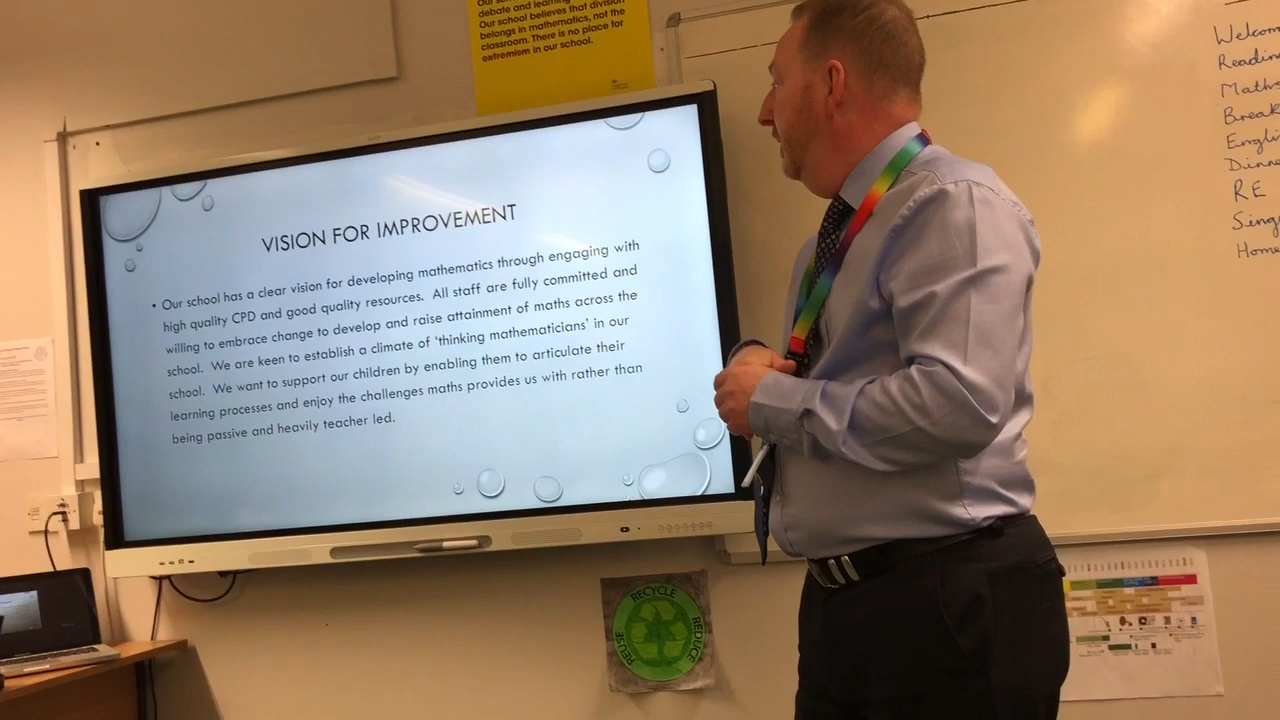 debate and learning
Our school believes that division
belongs in mathematics, not the
classroom. There is no place for
extremism in our school.
VISION FOR IMPROVEMENT
• Our school has a clear vision for developing mathematics through engaging with
high quality CPD and good quality resources. All staff are fully committed and
willing to embrace change to develop and raise attainment of maths across the
school. We are keen to establish a climate of ‘thinking mathematicians’ in our
school. We want to support our children by enabling them to articulate their
learning processes and enjoy the challenges maths provides us with rather than
being passive and heavily teacher led.
Welcom
Readin
Maths
Break
Engli
Dinne
RE
Sing
Home
RECYCLE
REDUCE
REUSE